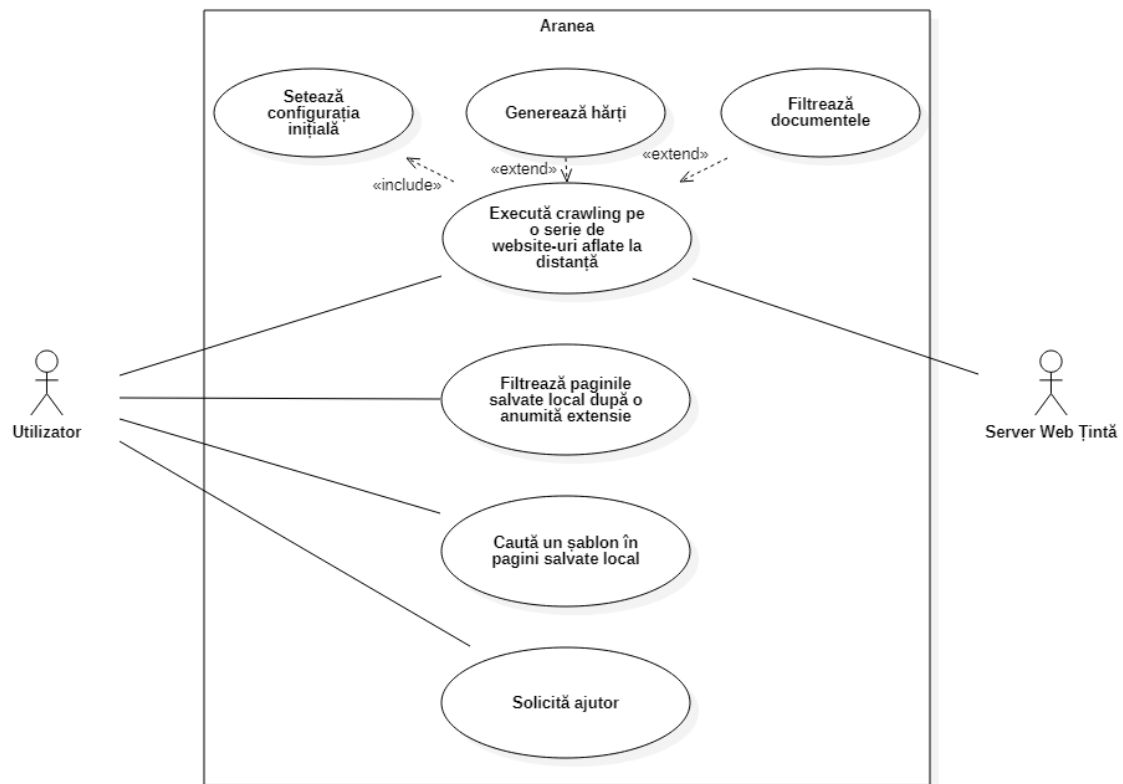 Aranea
Setează
configurația
inițială
Generează hărți
Filtrează
documentele
«include»
«extend»
«extend»
Execută crawling pe
o serie de
website-uri aflate la
distanță
Filtrează paginile
salvate local după o
anumită extensie
Utilizator
Server Web Țintă
Caută un șablon în
pagini salvate local
Solicită ajutor